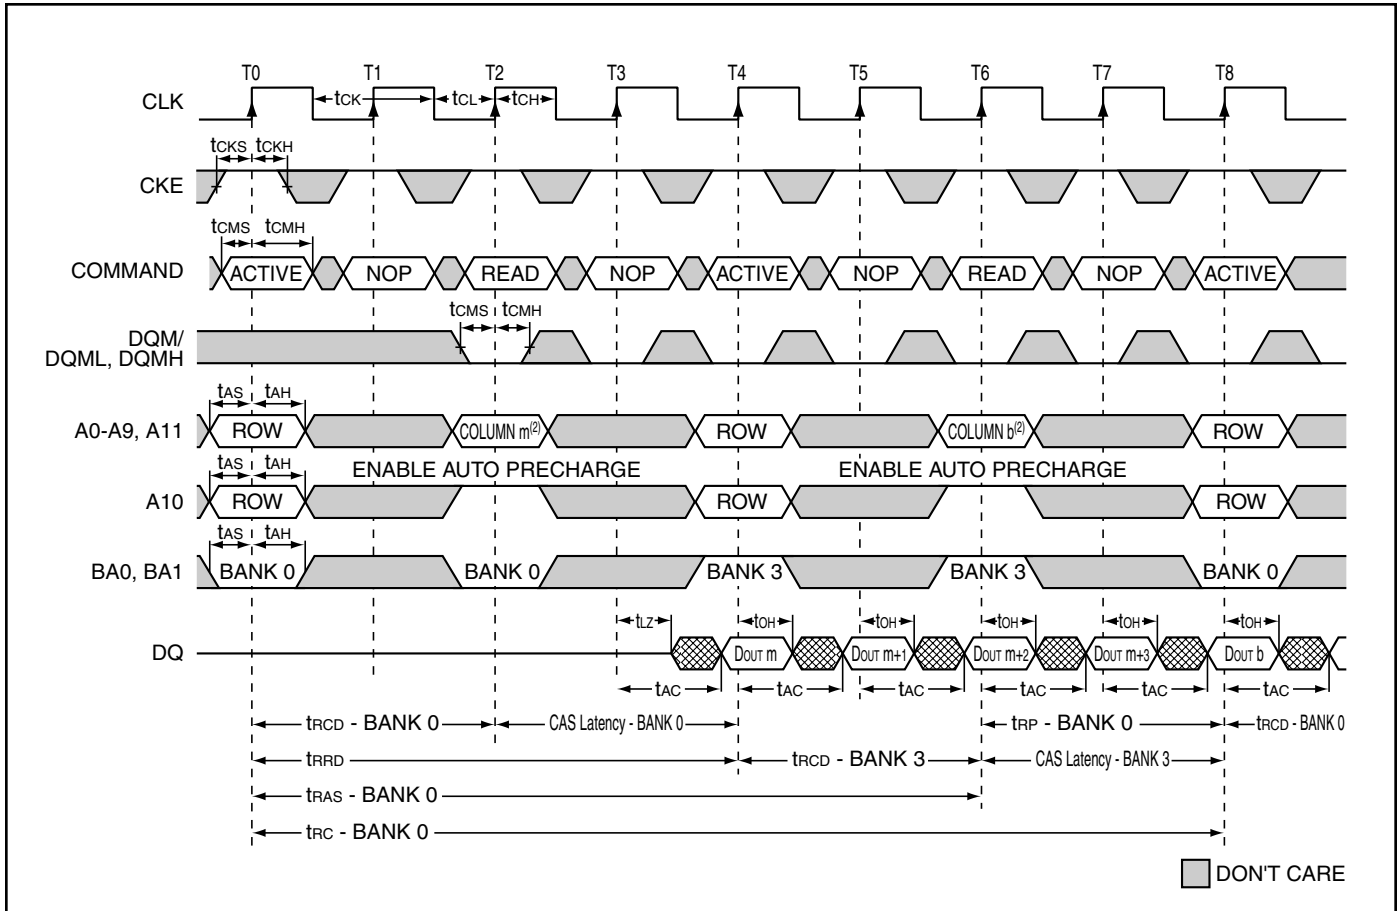 T0 T1 T2 T3 T4 T5 T6 T7 T8
CLK tCK tCL tCH
tCKS tCKH
CKE
tCMS tCMH
COMMAND ACTIVE NOP READ NOP ACTIVE NOP READ NOP ACTIVE
tCMS tCMH
DQM/
DQML, DQMH
tAS tAH
A0-A9, A11 ROW COLUMN m(2) ROW COLUMN b(2) ROW
tAS tAH ENABLE AUTO PRECHARGE ENABLE AUTO PRECHARGE
A10 ROW ROW ROW
tAS tAH
BA0, BA1 BANK 0 BANK 0 BANK 3 BANK 3 BANK 0
tLZ tOH tOH tOH tOH tOH
DQ DOUT m DOUT m+1 DOUT m+2 DOUT m+3 DOUT b
tAC tAC tAC tAC tAC tAC
tRCD - BANK 0 CAS Latency - BANK 0 tRP - BANK 0 tRCD - BANK 0
tRRD tRCD - BANK 3 CAS Latency - BANK 3
tRAS - BANK 0
tRC - BANK 0
DON'T CARE